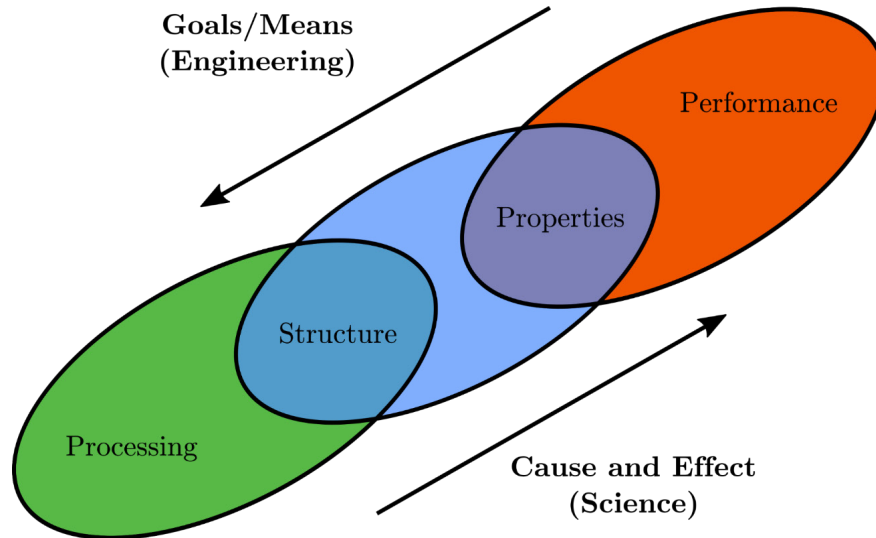 Goals/Means
(Engineering)
Performance
Properties
Structure
Processing
Cause and Effect
(Science)